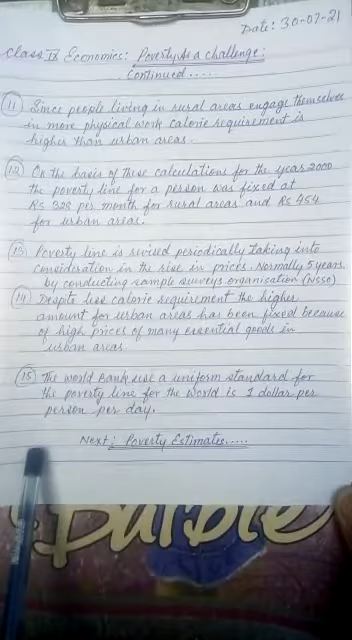 Date: 30-07-21
Class IX Economics: Poverty As a challenge:
Continued.....
(11) Since people living in rural areas engage themselves
in more physical work calorie requirement is
higher than urban areas.
(12) On the basis of these calculations for the year 2000
the poverty line for a person was fixed at
Rs 328 per month for rural areas and Rs 454
for urban areas.
(13) Poverty line is revised periodically taking into
consideration in the rise in prices. Normally 5 years.
by conducting sample surveys organisation (NSSO)
(14) Despite less calorie requirement the higher
amount for urban areas has been fixed because
of high prices of many essential goods in
urban areas
(15) The world Bank use a uniform standard for
the poverty line for the world is 1 dollar per
person per day.
Next: Poverty Estimates.....
Barbie